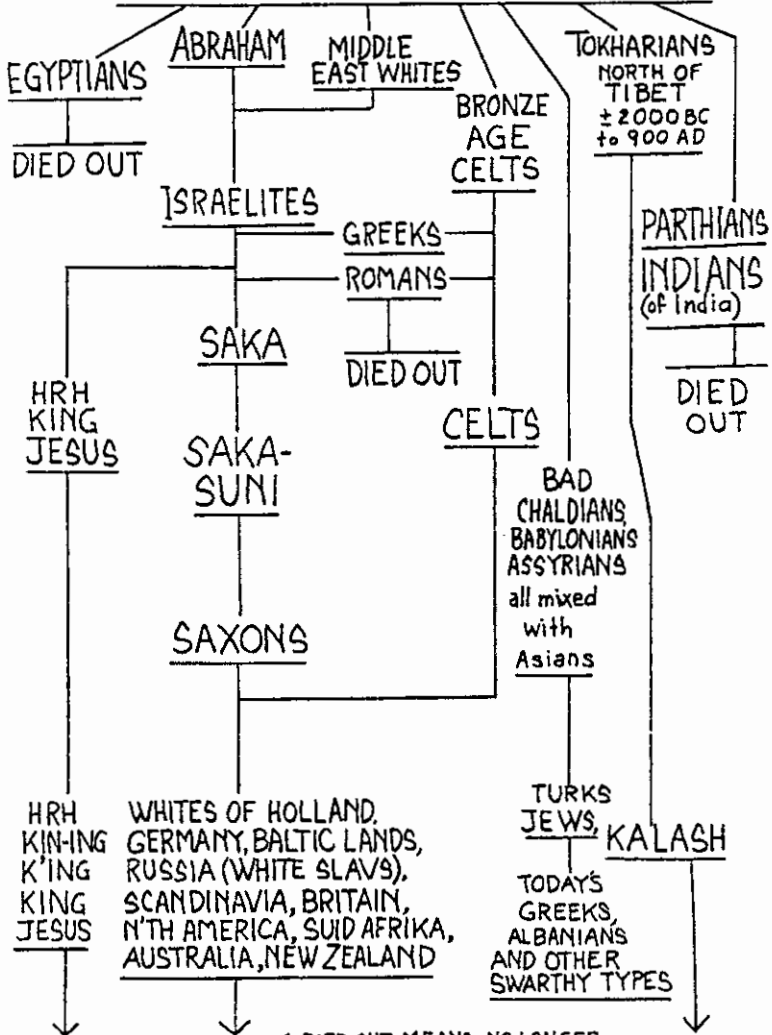 EGYPTIANS
DIED OUT
ABRAHAM
MIDDLE
EAST WHITES
BRONZE
AGE
CELTS
TOKHARIANS
NORTH OF
TIBET
± 2000 BC
to 900 AD
ISRAELITES
GREEKS
ROMANS
DIED OUT
PARTHIANS
INDIANS
(of India)
DIED
OUT
SAKA
HRH
KING
JESUS
SAKA-
SUNI
CELTS
BAD
CHALDIANS,
BABYLONIANS
ASSYRIANS
all mixed
with
Asians
SAXONS
HRH
KIN-ING
K'ING
KING
JESUS
WHITES OF HOLLAND,
GERMANY, BALTIC LANDS,
RUSSIA (WHITE SLAVS),
SCANDINAVIA, BRITAIN,
N'TH AMERICA, SUID AFRIKA,
AUSTRALIA, NEW ZEALAND
TURKS
JEWS,
TODAY'S
GREEKS,
ALBANIANS
AND OTHER
SWARTHY TYPES
KALASH
DIED OUT MEANS NO LONGER